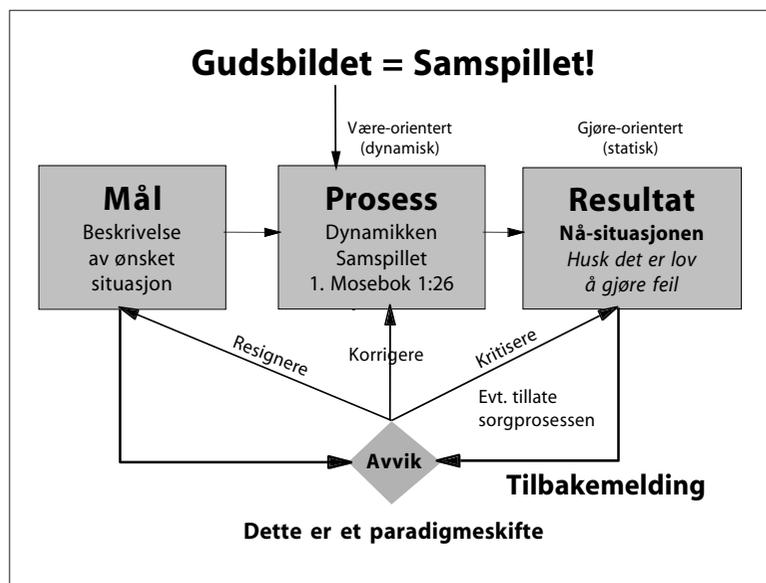 Gudsbildet = Samspillet!
Være-orientert
(dynamisk)
Gjøre-orientert
(statisk)
Mål
Beskrivelse
av ønsket
situasjon
Prosess
Dynamikken
Samspillet
1. Mosebok 1:26
Resultat
Nå-situasjonen
Husk det er lov
å gjøre feil
Resignere
Korrigere
Kritisere
Evt. tillate
sorgprosessen
Avvik
Tilbakemelding
Dette er et paradigmeskifte